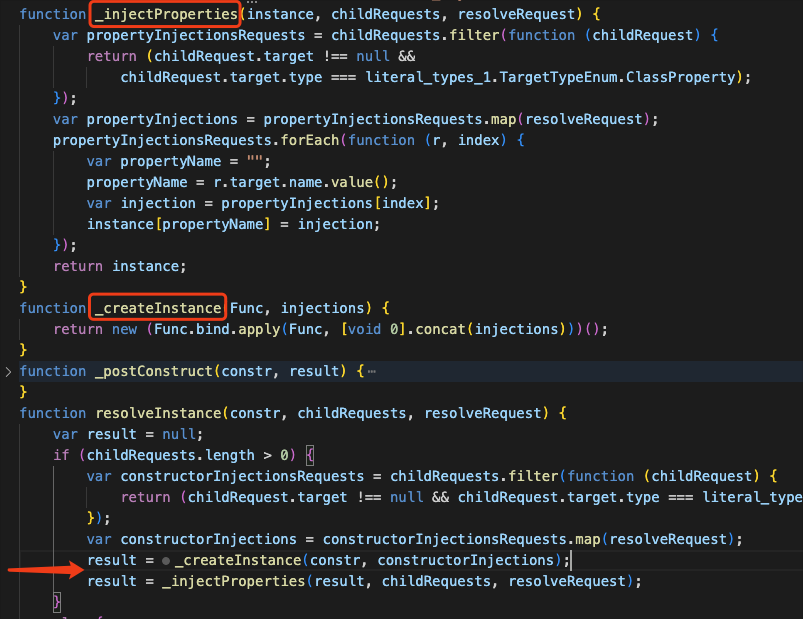 function _injectProperties(instance, childRequests, resolveRequest) {
    var propertyInjectionsRequests = childRequests.filter(function (childRequest) {
        return (childRequest.target !== null &&
            childRequest.target.type === literal_types_1.TargetTypeEnum.ClassProperty);
    });
    var propertyInjections = propertyInjectionsRequests.map(resolveRequest);
    propertyInjectionsRequests.forEach(function (r, index) {
        var propertyName = "";
        propertyName = r.target.name.value();
        var injection = propertyInjections[index];
        instance[propertyName] = injection;
    });
    return instance;
}
function _createInstance(Func, injections) {
    return new (Func.bind.apply(Func, [void 0].concat(injections)))();
}
function _postConstruct(constr, result) {⋯
}
function resolveInstance(constr, childRequests, resolveRequest) {
    var result = null;
    if (childRequests.length > 0) {
        var constructorInjectionsRequests = childRequests.filter(function (childRequest) {
            return (childRequest.target !== null && childRequest.target.type === literal_type
        });
        var constructorInjections = constructorInjectionsRequests.map(resolveRequest);
        result = _createInstance(constr, constructorInjections);
        result = _injectProperties(result, childRequests, resolveRequest);
    }